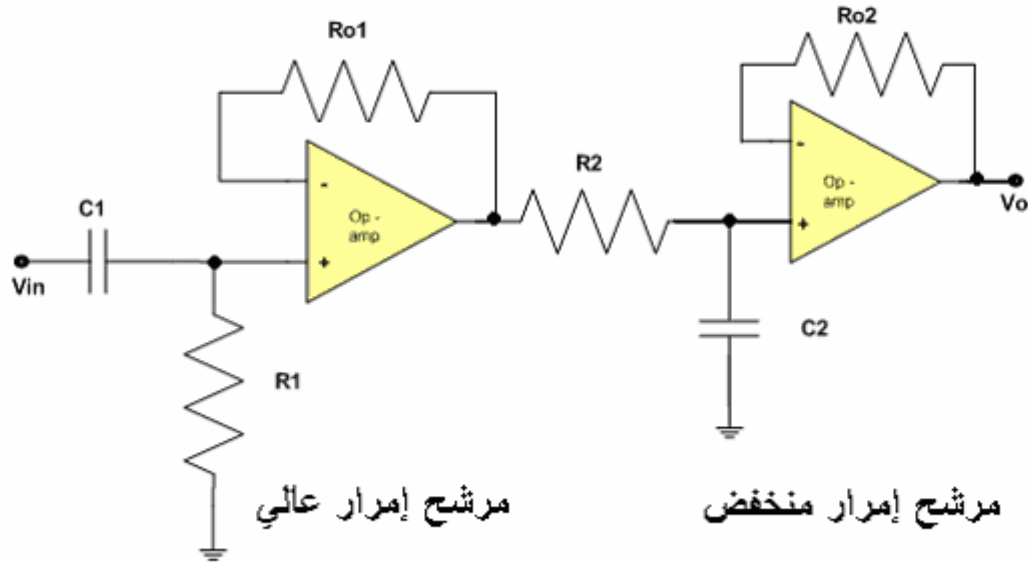 Ro1
Ro2
-
Op -
amp
+
R2
-
Op -
amp
+
C1
Vin
Vo
R1
C2
مرشح إمرار عالي
مرشح إمرار منخفض